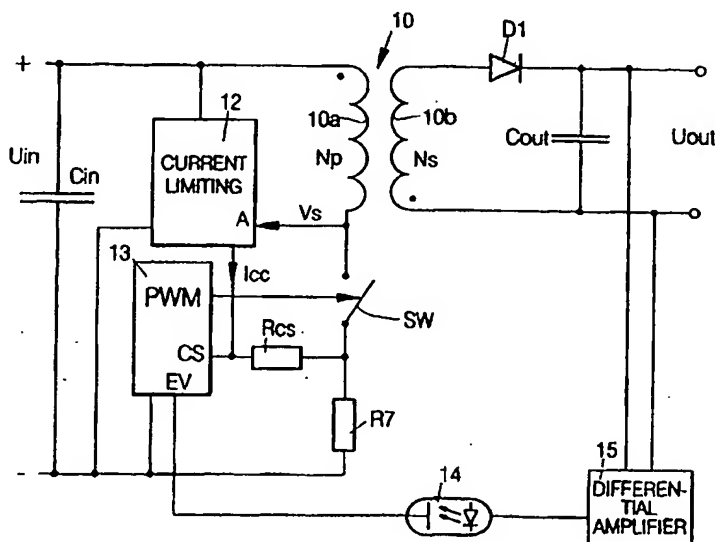 10
D1
+
12
10a
10b
Uin
Cin
CURRENT
LIMITING
Np
Ns
Cout
Uout
A
Vs
13
Icc
PWM
SW
Rcs
CS
EV
R7
-
14
15
DIFFEREN-
TIAL
AMPLIFIER